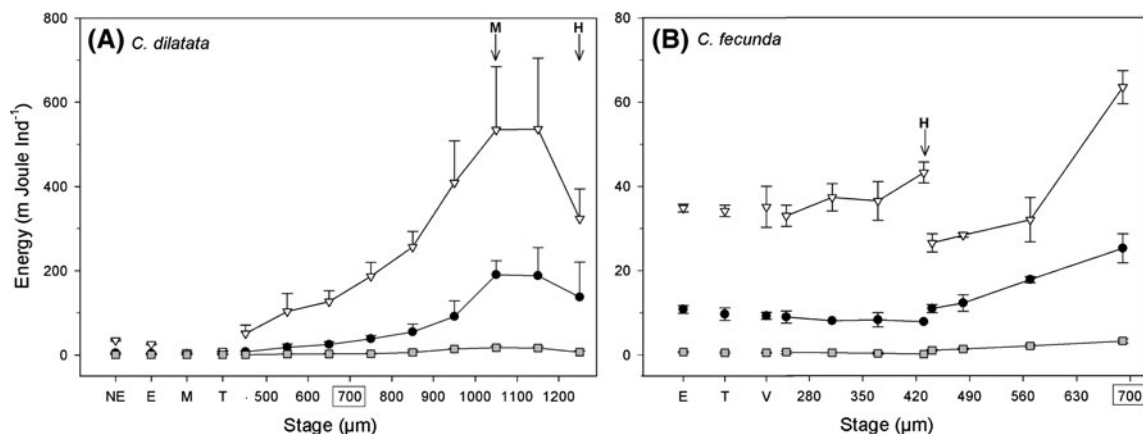 (A) C. dilatata
M
H
800
600
400
200
0
Energy (m Joule Ind-1)
NE E M T . 500 600 700 800 900 1000 1100 1200
Stage (µm)
(B) C. fecunda
H
80
60
40
20
0
E T V 280 350 420 490 560 630 700
Stage (µm)